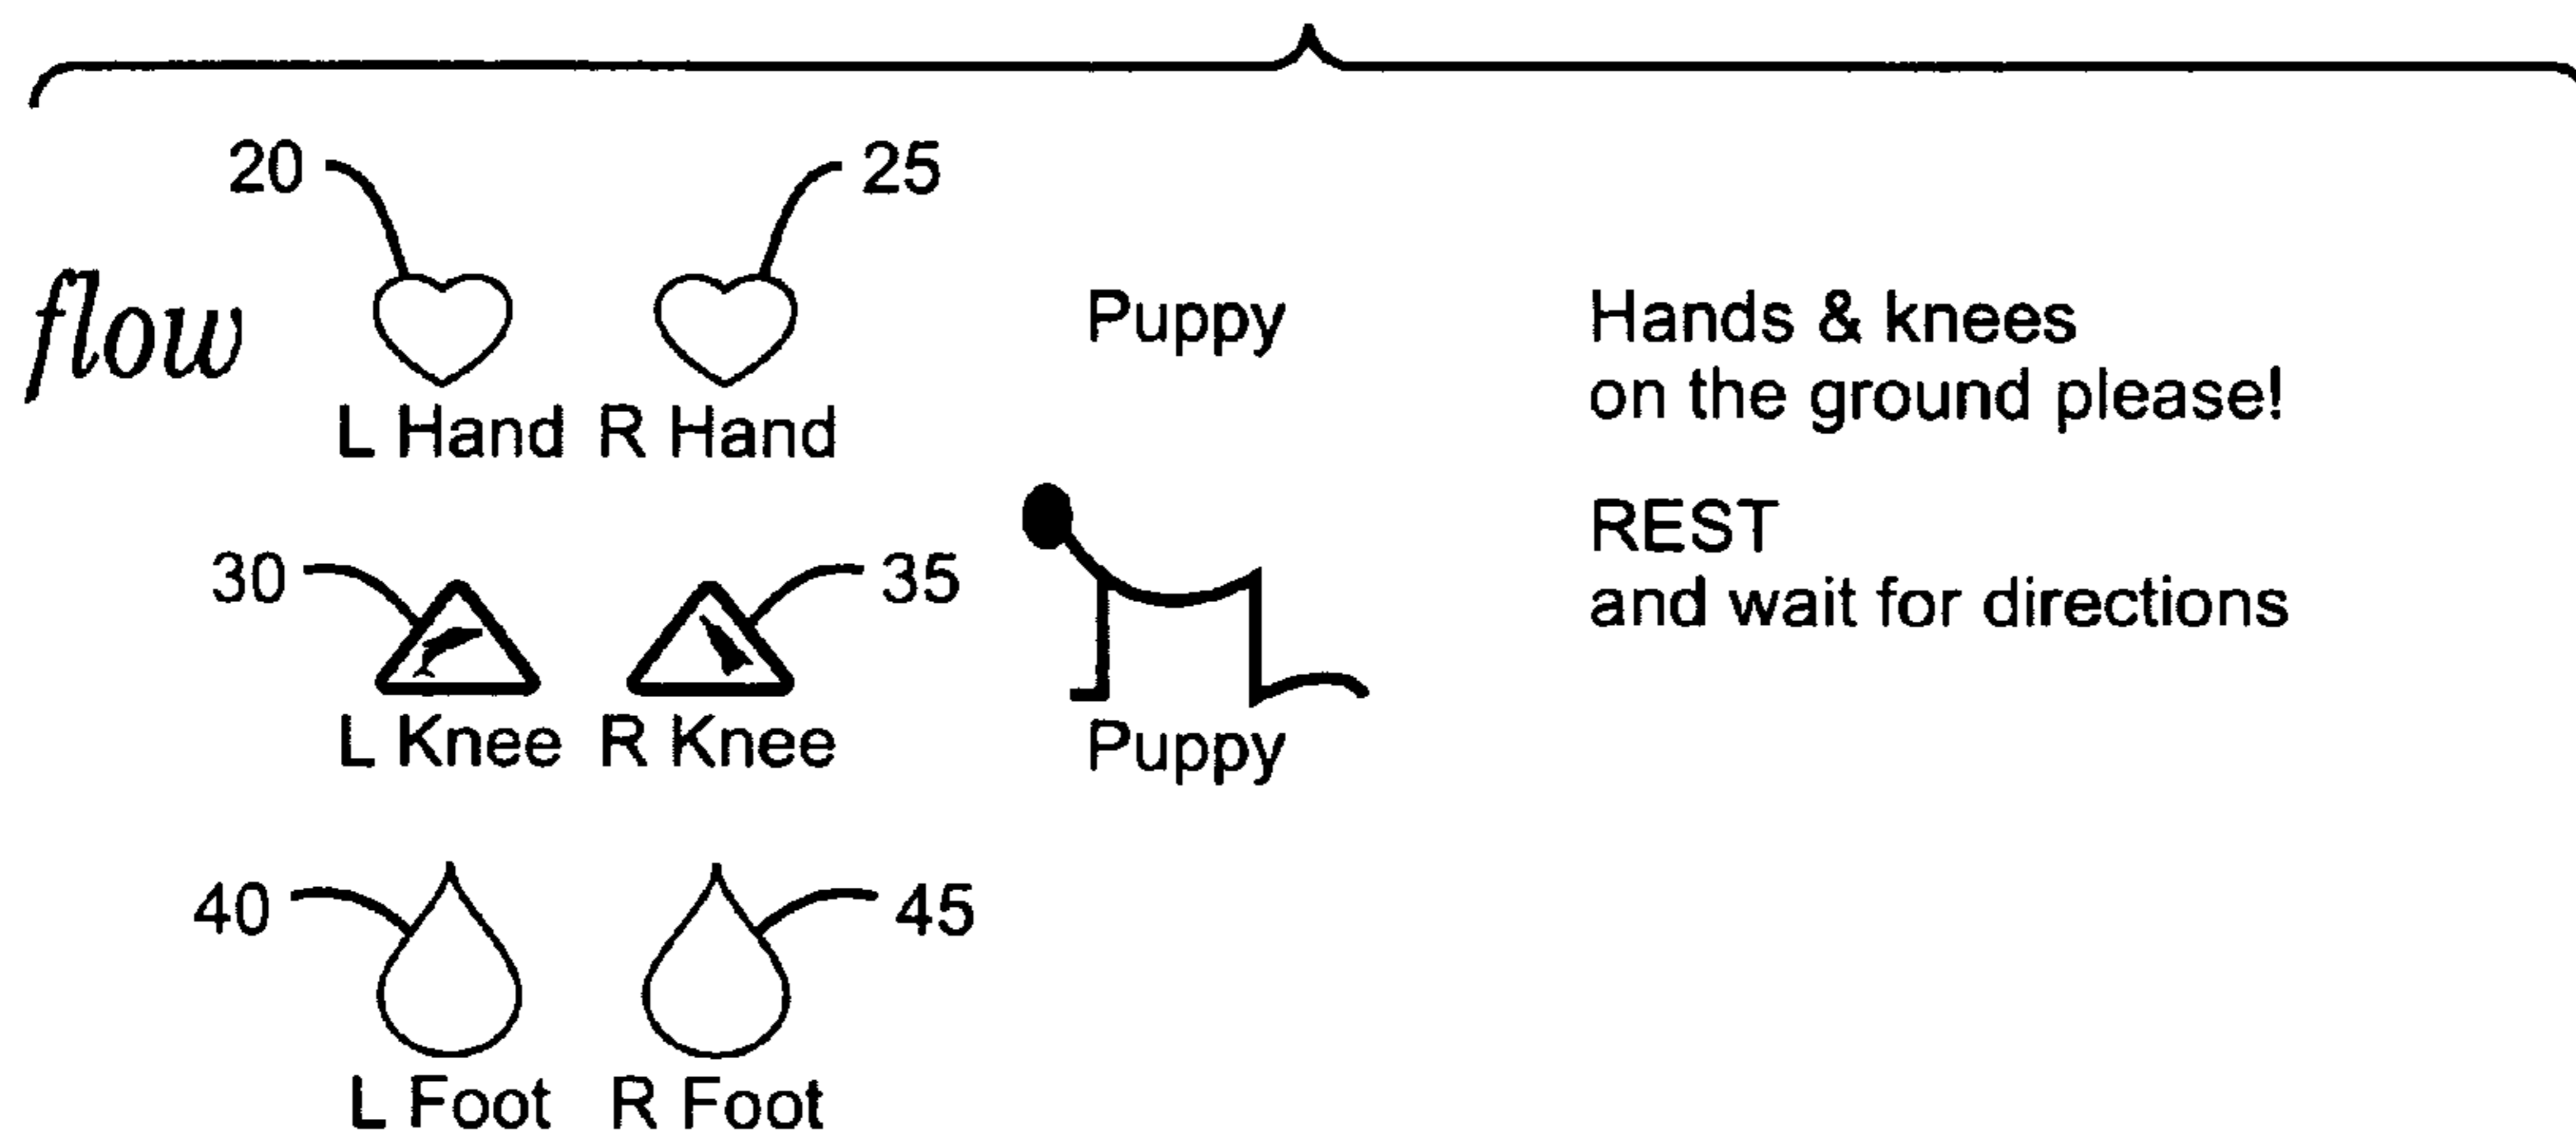 20 25
flow
L Hand R Hand
Puppy
Hands & knees
on the ground please!
REST
and wait for directions
30 35
L Knee R Knee
Puppy
40 45
L Foot R Foot